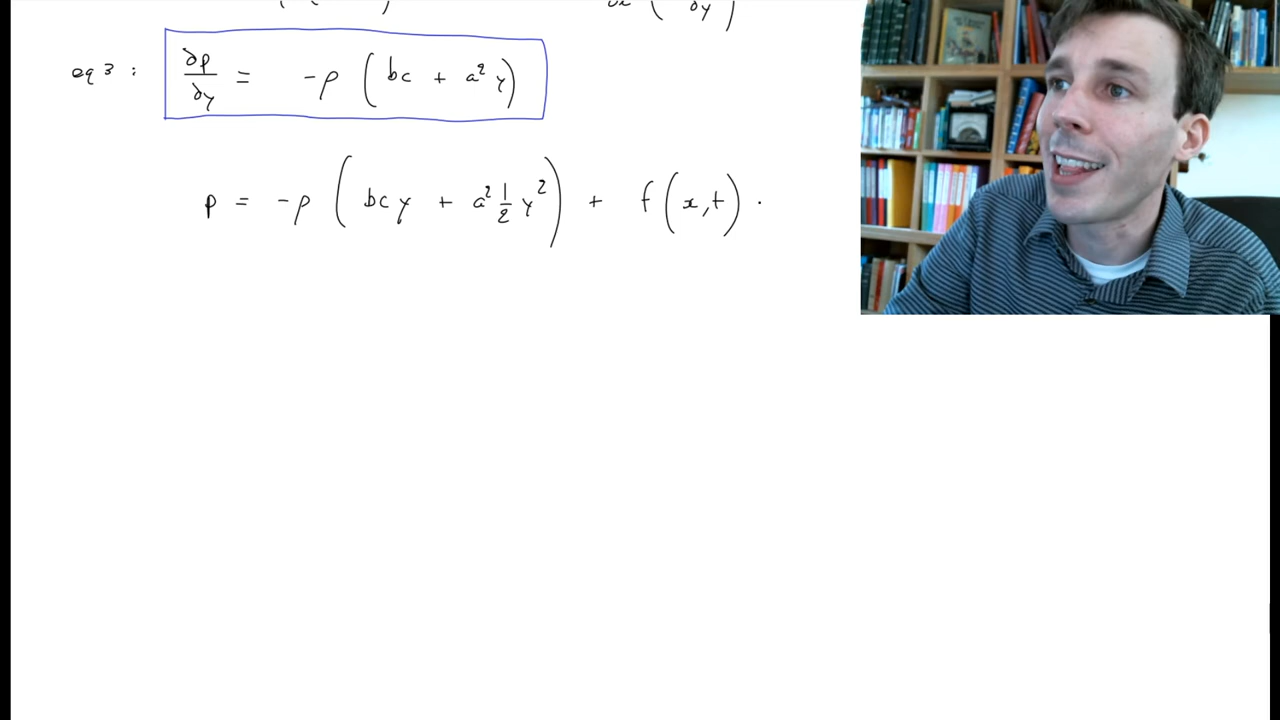 ∂y
eq 3 : ∂p/∂y = -ρ ( bc + a² y )
p = -ρ ( bc y + a² 1/2 y² ) + f (x,t) .